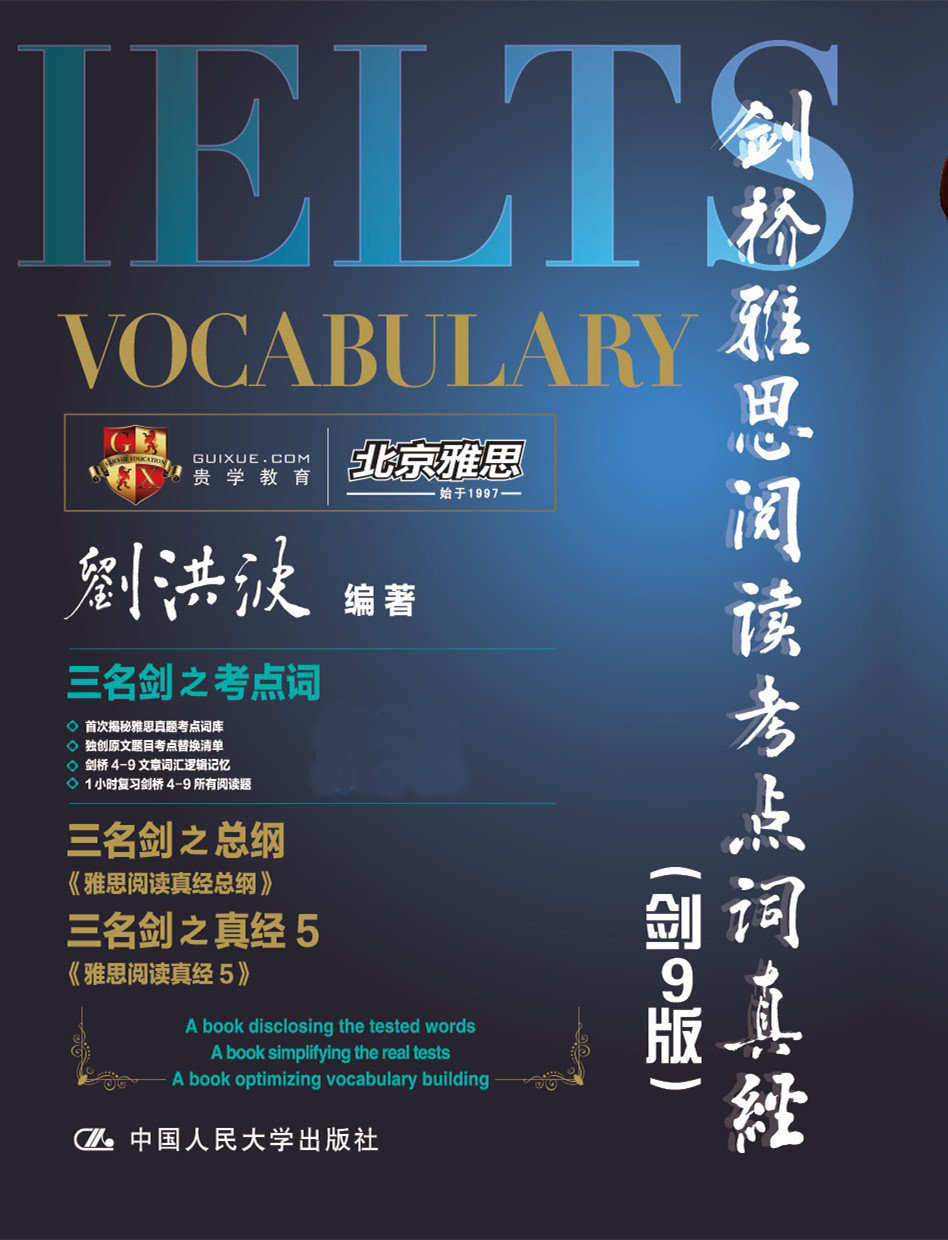 IELTS
VOCABULARY
剑桥雅思阅读考点词真經
(剑9版)
G
X
GUIXUE EDUCATION
GUIXUE.COM
贵学教育
北京雅思
始于1997
劉洪波 编著
三名剑之考点词
首次揭秘雅思真题考点词库
独创原文题目考点替换清单
剑桥4-9文章词汇逻辑记忆
1小时复习剑桥4-9所有阅读题
三名剑之总纲
《雅思阅读真经总纲》
三名剑之真经5
《雅思阅读真经5》
A book disclosing the tested words
A book simplifying the real tests
A book optimizing vocabulary building
中国人民大学出版社